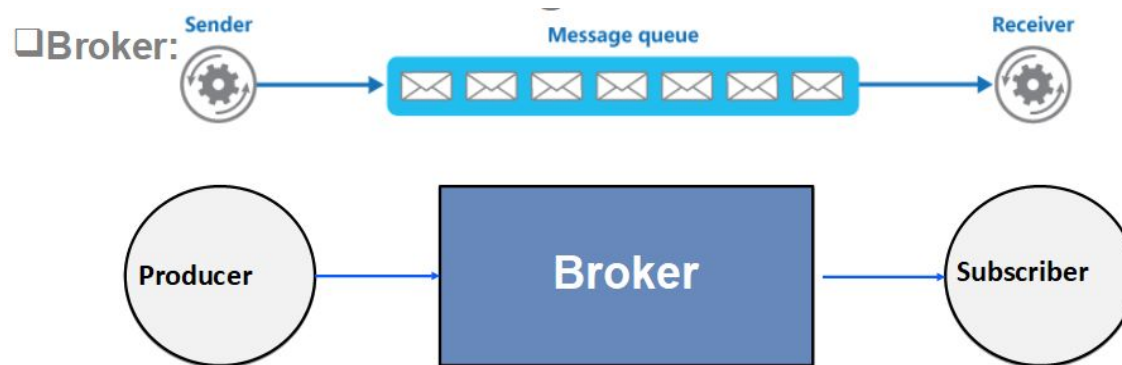 Sender
Message queue
Receiver
❑Broker:
Producer
Broker
Subscriber